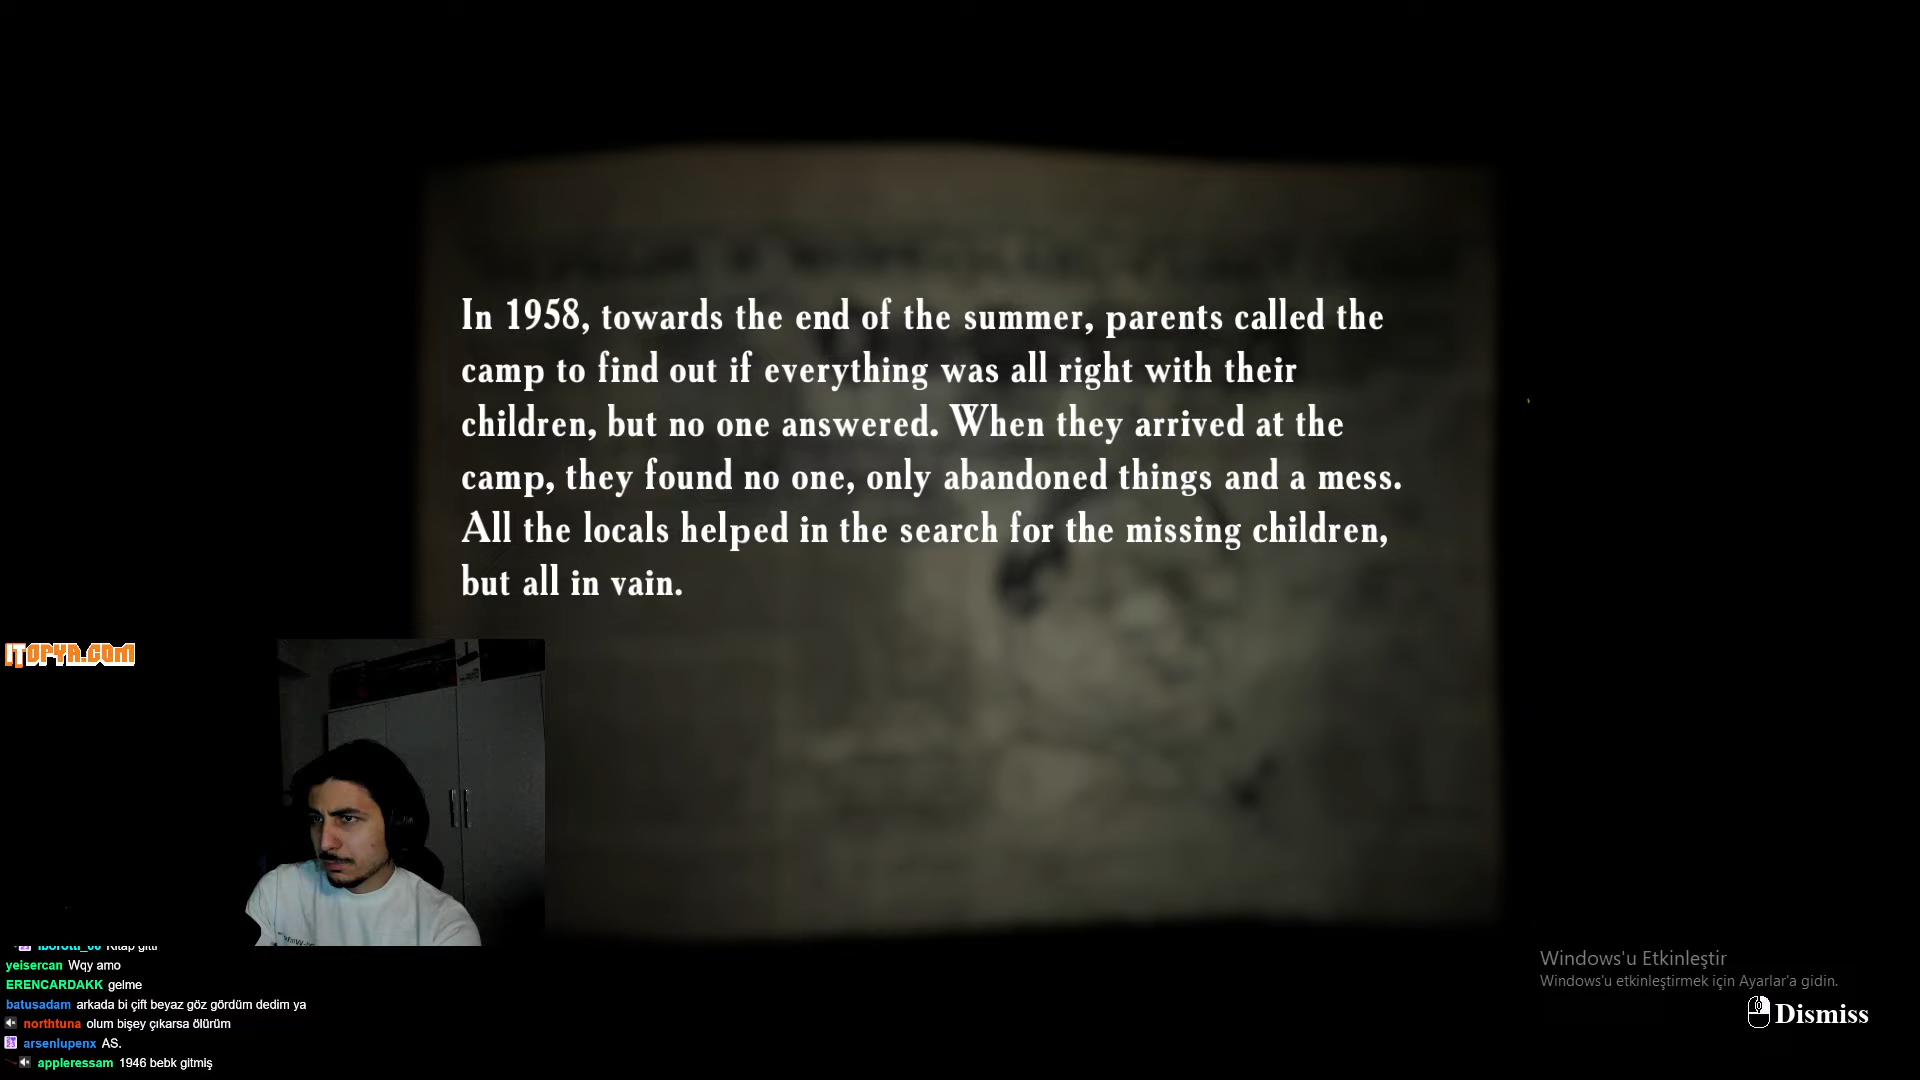 In 1958, towards the end of the summer, parents called the
camp to find out if everything was all right with their
children, but no one answered. When they arrived at the
camp, they found no one, only abandoned things and a mess.
All the locals helped in the search for the missing children,
but all in vain.
ITOPYA.COM
Kitap gitti
yeisercan Wqy amo
ERENCARDAKK gelme
batusadam arkada bi çift beyaz göz gördüm dedim ya
northtuna olum bişey çıkarsa ölürüm
arsenlupenx AS.
appleressam 1946 bebk gitmiş
Windows'u Etkinleştir
Windows'u etkinleştirmek için Ayarlar'a gidin.
Dismiss